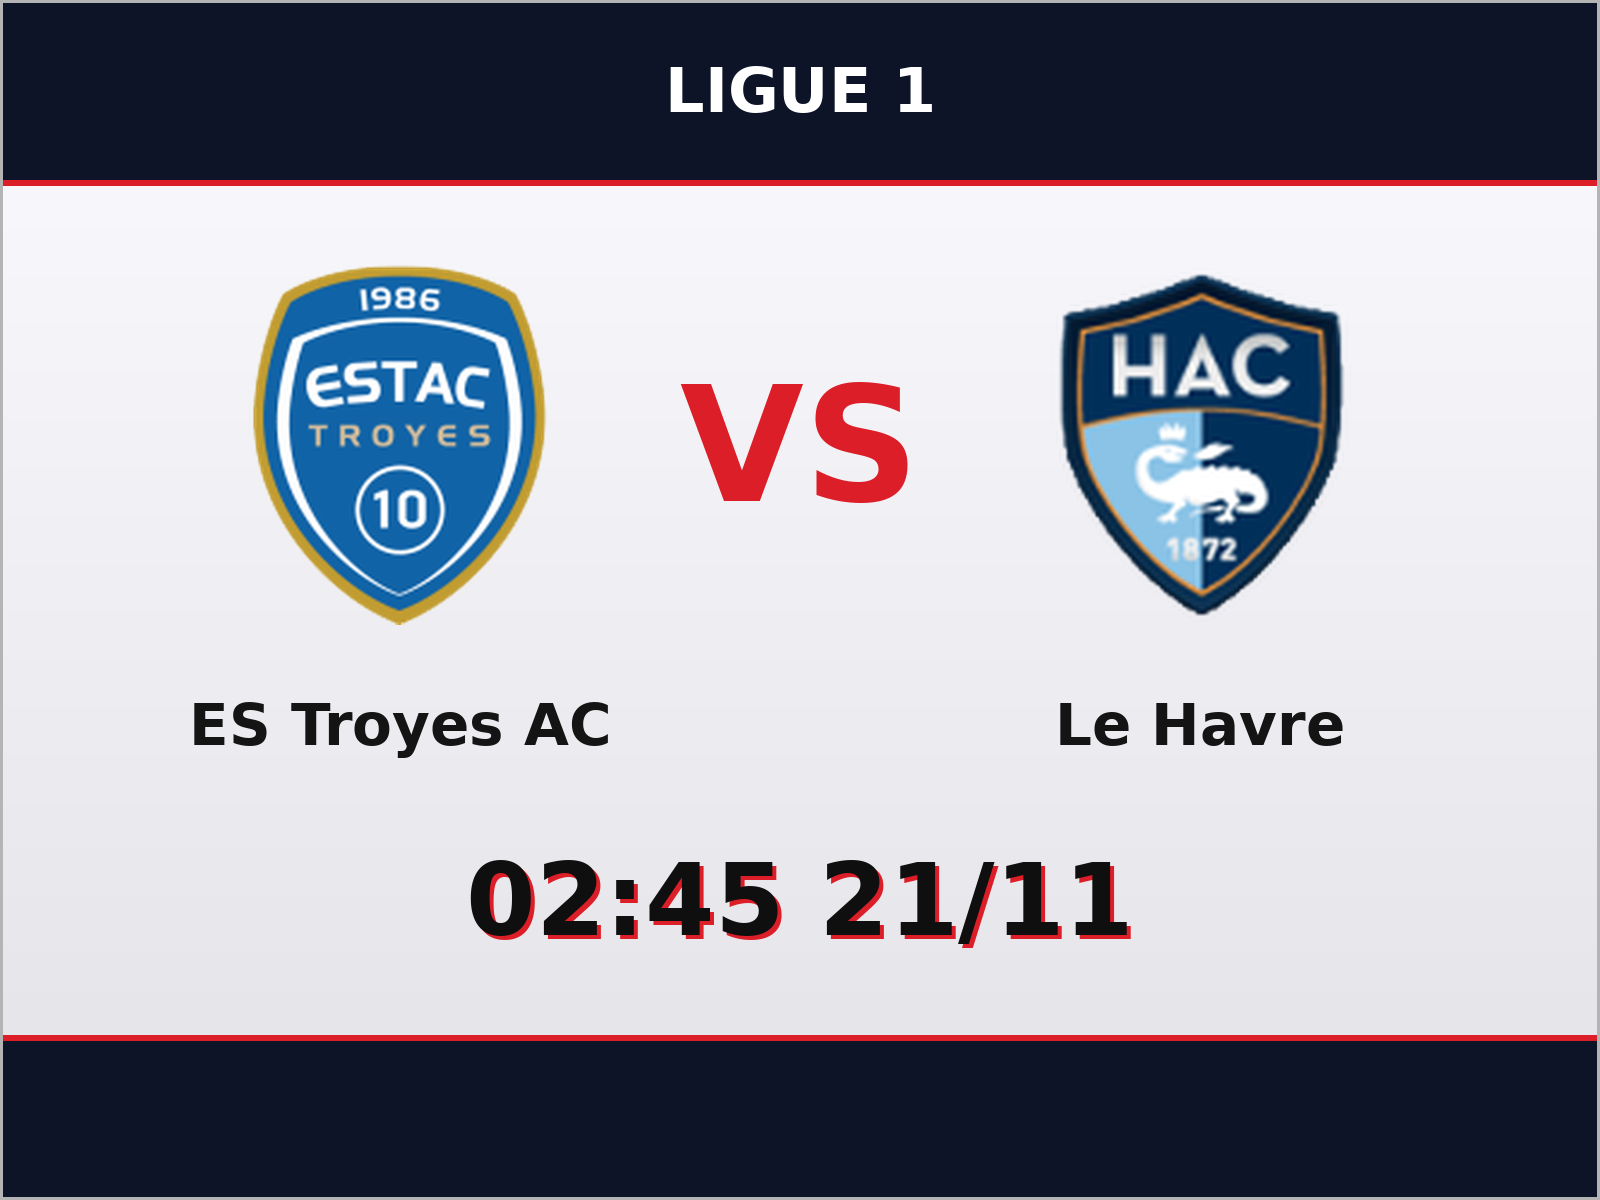 LIGUE 1
1986
ESTAC
TROYES
10
HAC
1872
VS
ES Troyes AC
Le Havre
02:45 21/11